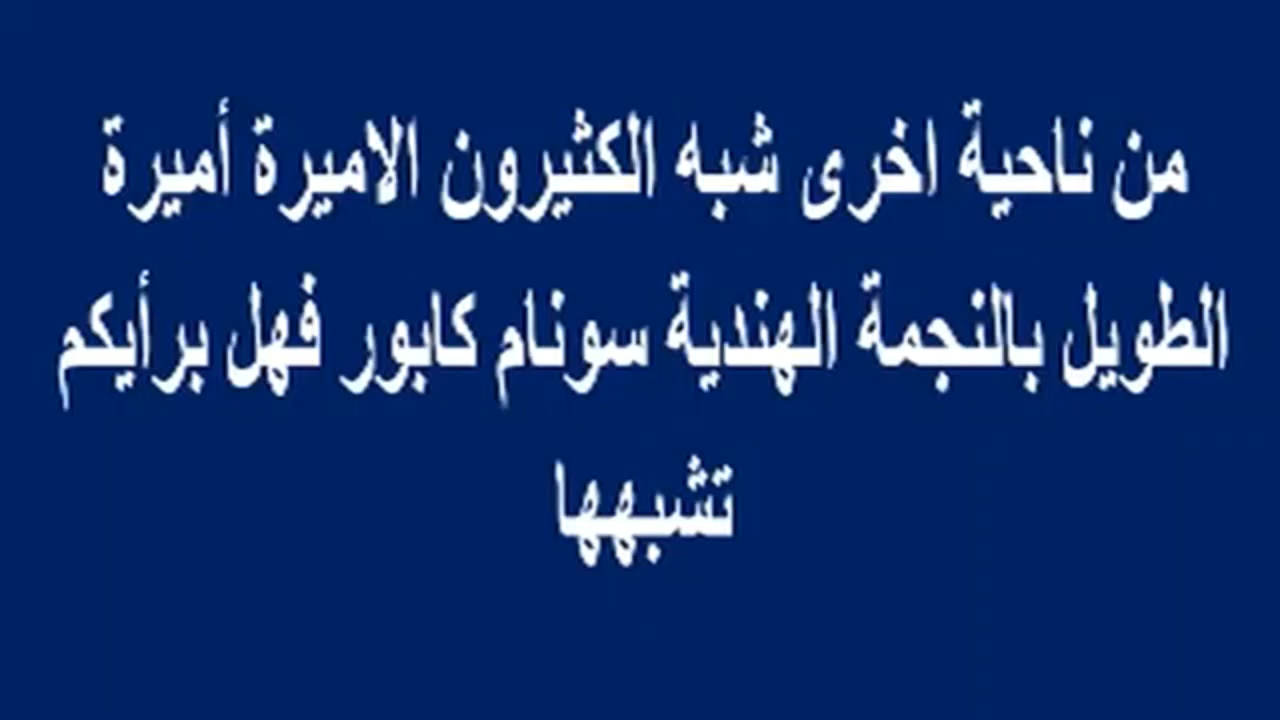 من ناحية اخرى شبه الكثيرون الاميرة أميرة
الطويل بالنجمة الهندية سونام كابور فهل برأيكم
تشبهها